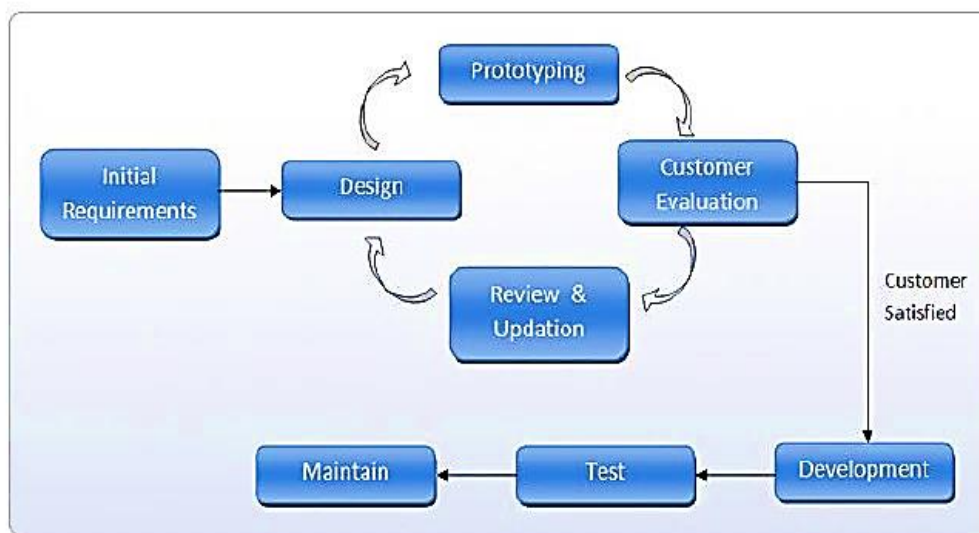 Prototyping
Initial
Requirements
Design
Customer
Evaluation
Review &
Updation
Customer
Satisfied
Maintain
Test
Development